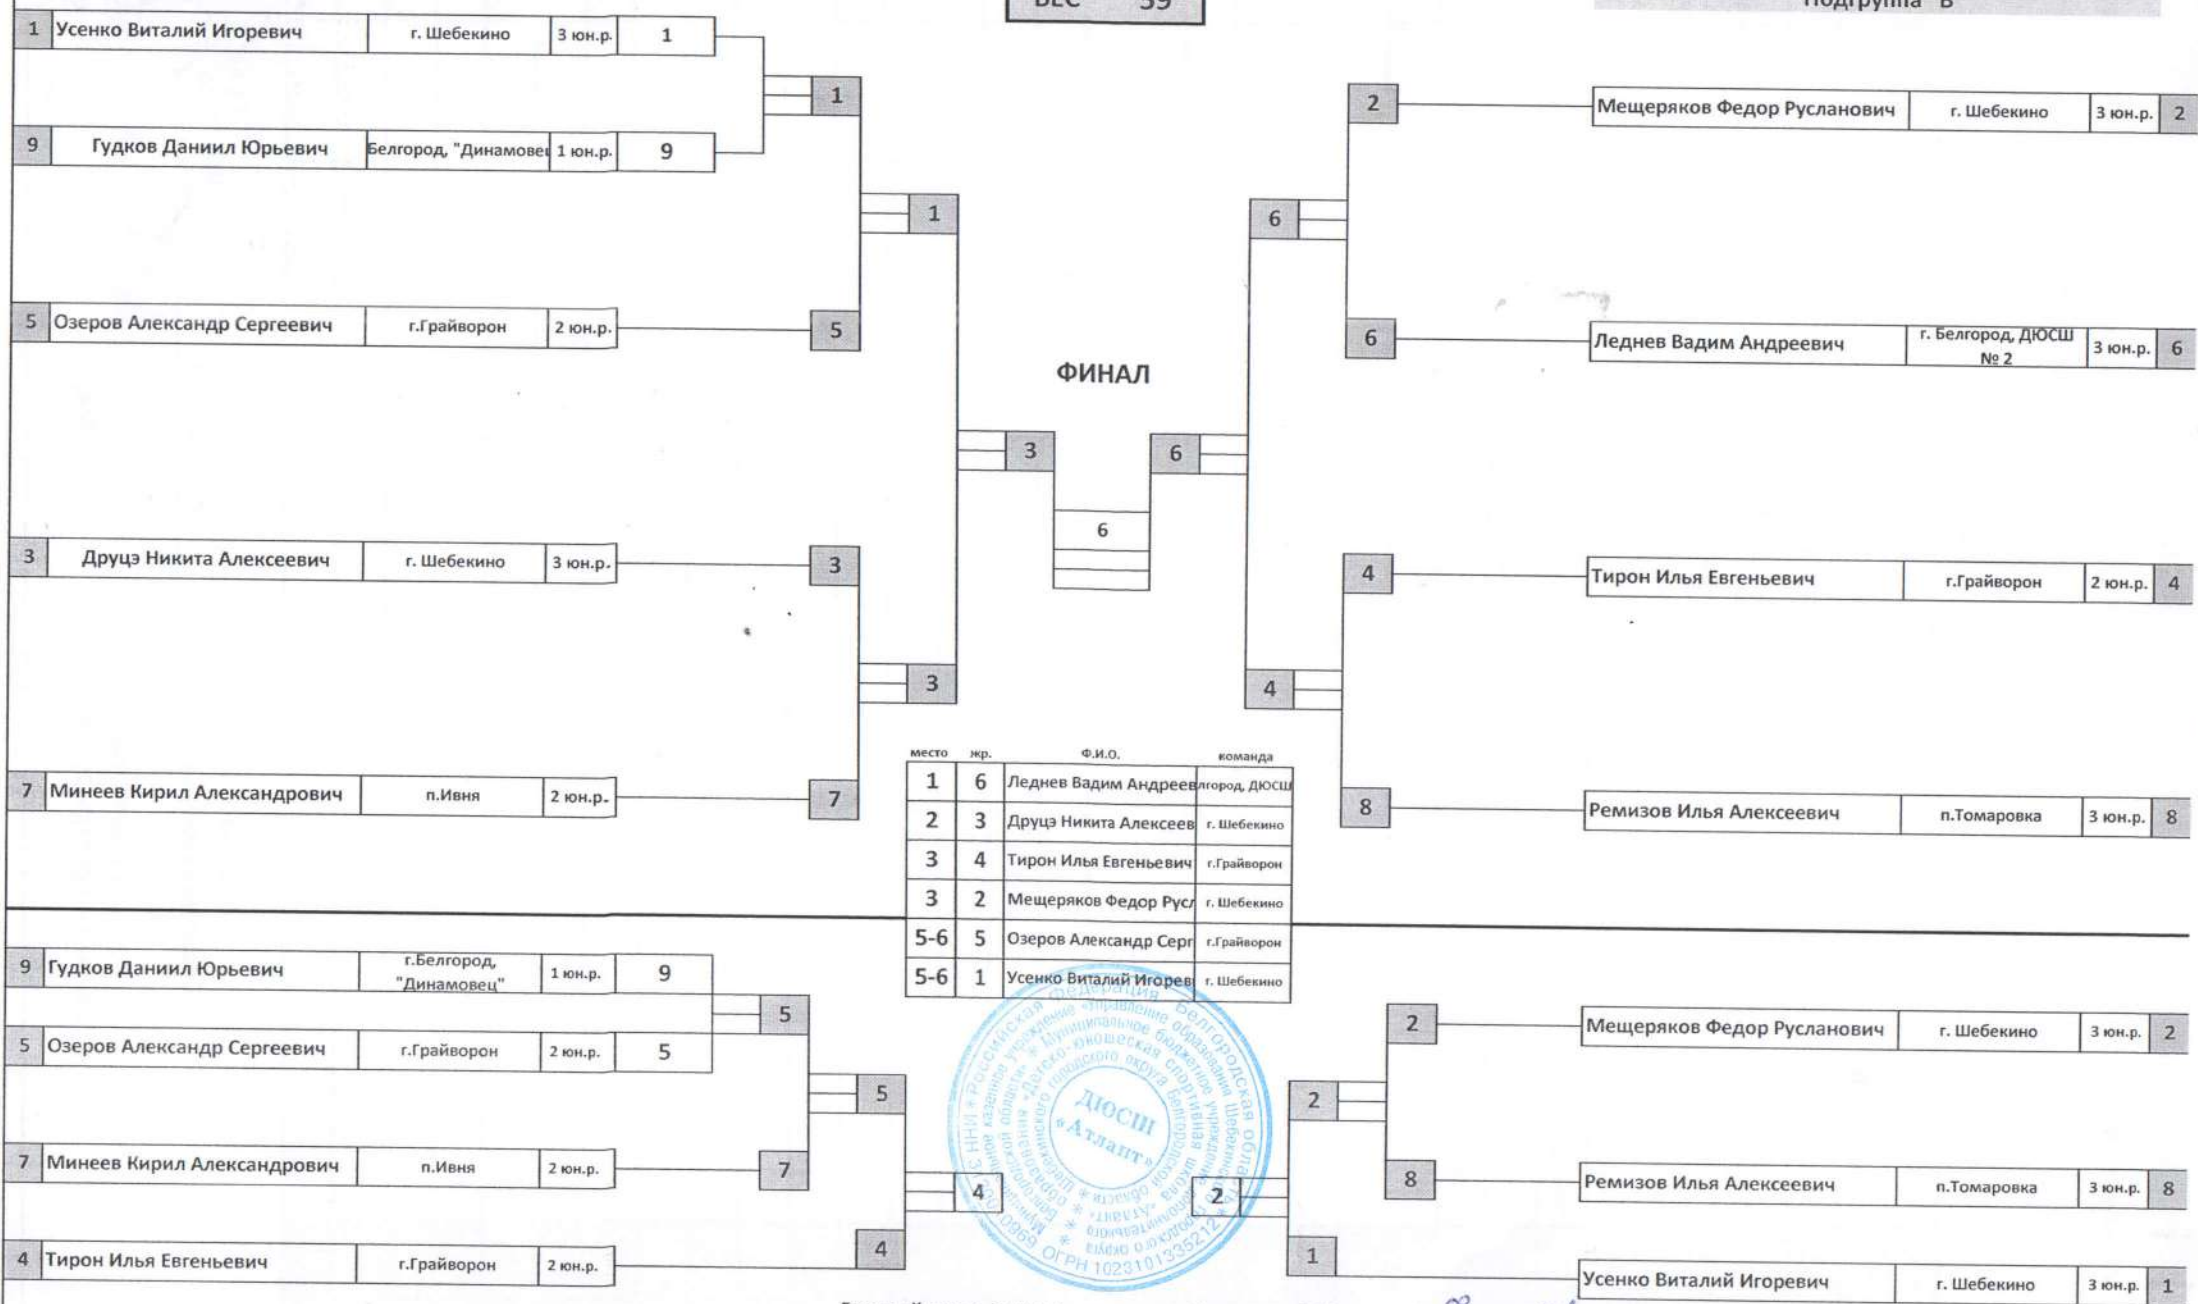 ВЕС 59
Подгруппа В
1 Усенко Виталий Игоревич г. Шебекино 3 юн.р. 1
1
2 Мещеряков Федор Русланович г. Шебекино 3 юн.р. 2
9 Гудков Даниил Юрьевич Белгород, "Динамовец 1 юн.р. 9
1
6
5 Озеров Александр Сергеевич г.Грайворон 2 юн.р. 5
6 Леднев Вадим Андреевич г. Белгород, ДЮСШ № 2 3 юн.р. 6
ФИНАЛ
3
6
6
3 Друцэ Никита Алексеевич г. Шебекино 3 юн.р. 3
4 Тирон Илья Евгеньевич г.Грайворон 2 юн.р. 4
3
4
7 Минеев Кирил Александрович п.Ивня 2 юн.р. 7
8 Ремизов Илья Алексеевич п.Томаровка 3 юн.р. 8
место жр. Ф.И.О. команда
1 6 Леднев Вадим Андреев лгород, ДЮСШ
2 3 Друцэ Никита Алексеев г. Шебекино
3 4 Тирон Илья Евгеньевич г.Грайворон
3 2 Мещеряков Федор Русл г. Шебекино
5-6 5 Озеров Александр Серг г.Грайворон
5-6 1 Усенко Виталий Игорев г. Шебекино
9 Гудков Даниил Юрьевич г.Белгород, "Динамовец" 1 юн.р. 9
5
5 Озеров Александр Сергеевич г.Грайворон 2 юн.р. 5
5
7 Минеев Кирил Александрович п.Ивня 2 юн.р. 7
4
4 Тирон Илья Евгеньевич г.Грайворон 2 юн.р. 4
2 Мещеряков Федор Русланович г. Шебекино 3 юн.р. 2
2
8 Ремизов Илья Алексеевич п.Томаровка 3 юн.р. 8
2
1 Усенко Виталий Игоревич г. Шебекино 3 юн.р. 1
ДЮСШ
«Атлант»
Российская Федерация Белгородская область
ОГРН 1023101335212